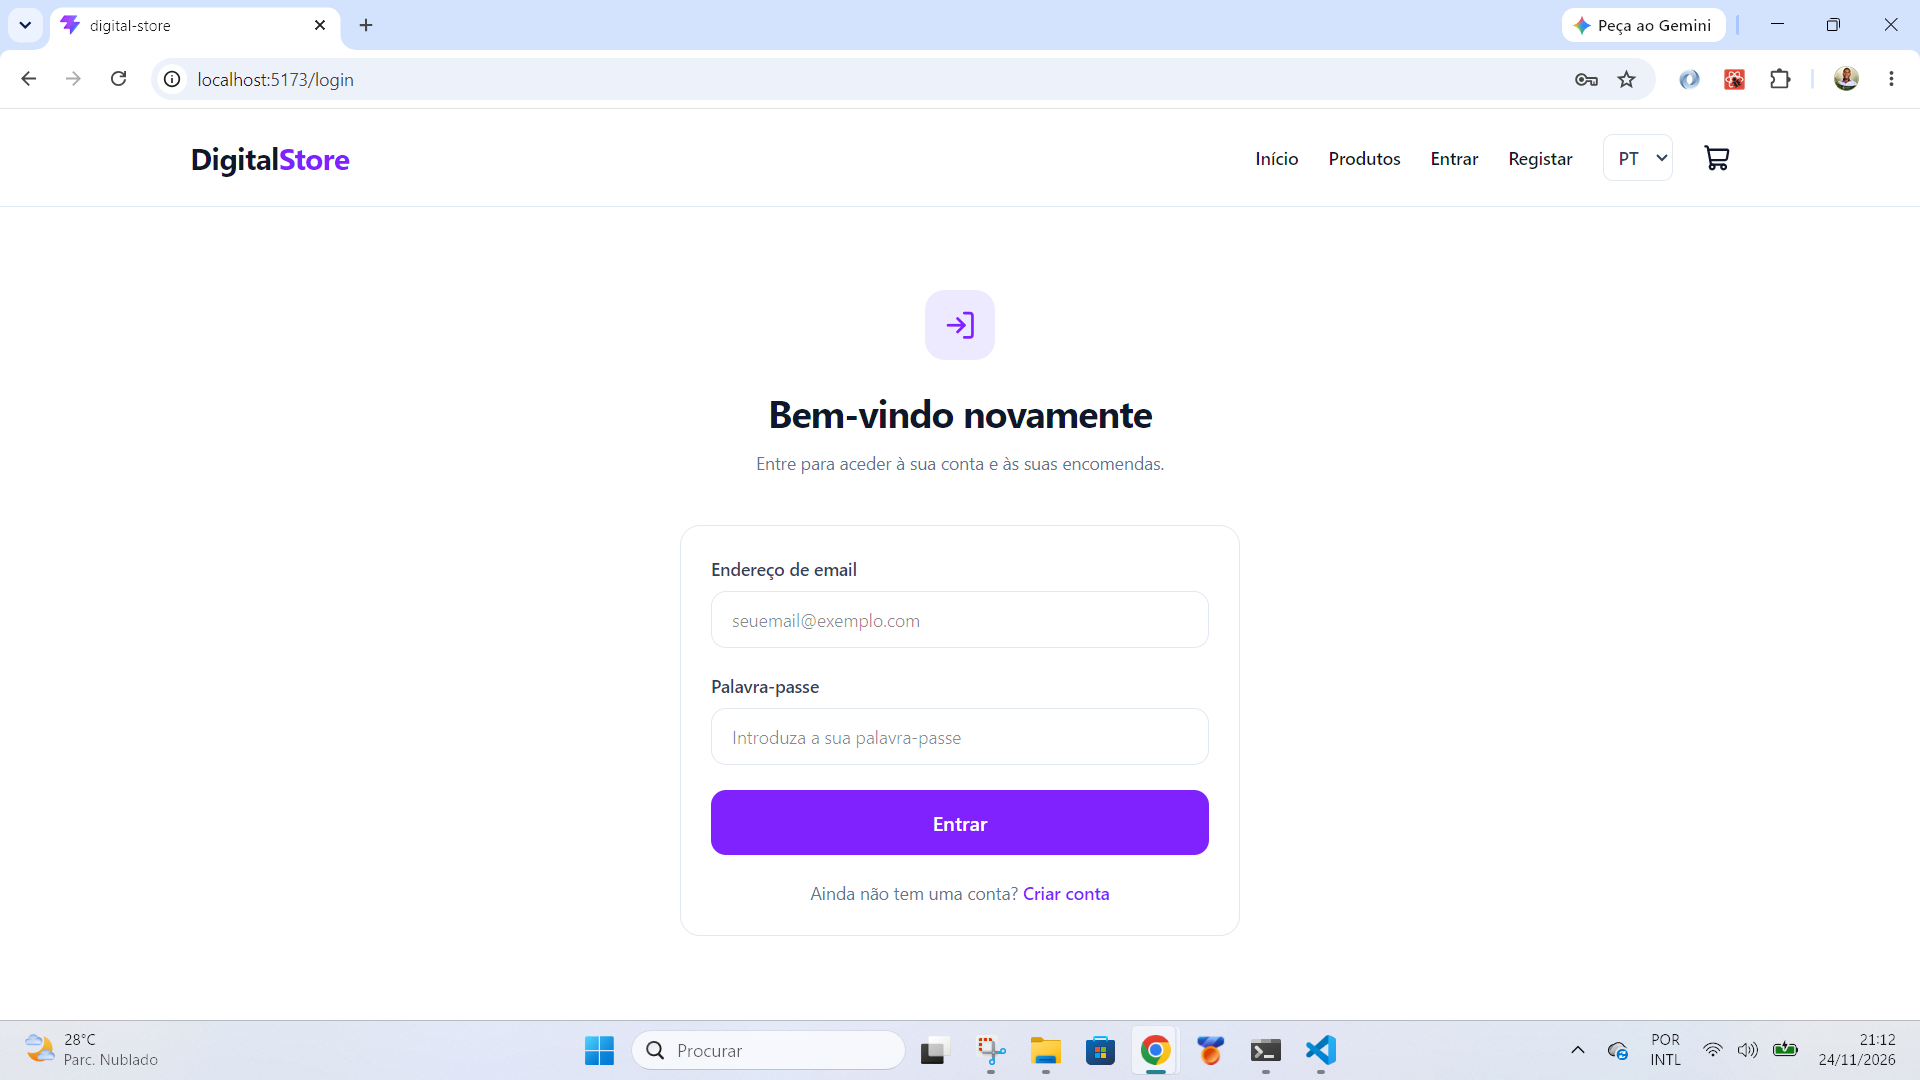 digital-store
Peça ao Gemini
localhost:5173/login
DigitalStore
Início
Produtos
Entrar
Registar
PT
Bem-vindo novamente
Entre para aceder à sua conta e às suas encomendas.
Endereço de email
seuemail@exemplo.com
Palavra-passe
Introduza a sua palavra-passe
Entrar
Ainda não tem uma conta? Criar conta
28°C
Parc. Nublado
Procurar
POR
INTL
21:12
24/11/2026